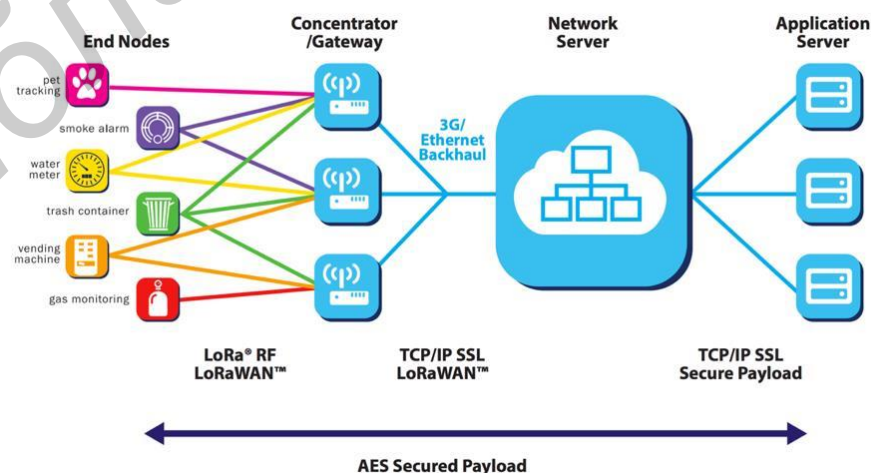 End Nodes
Concentrator
/Gateway
Network
Server
Application
Server
pet
tracking
smoke alarm
water
meter
trash container
vending
machine
gas monitoring
3G/
Ethernet
Backhaul
LoRa® RF
LoRaWAN™
TCP/IP SSL
LoRaWAN™
TCP/IP SSL
Secure Payload
AES Secured Payload